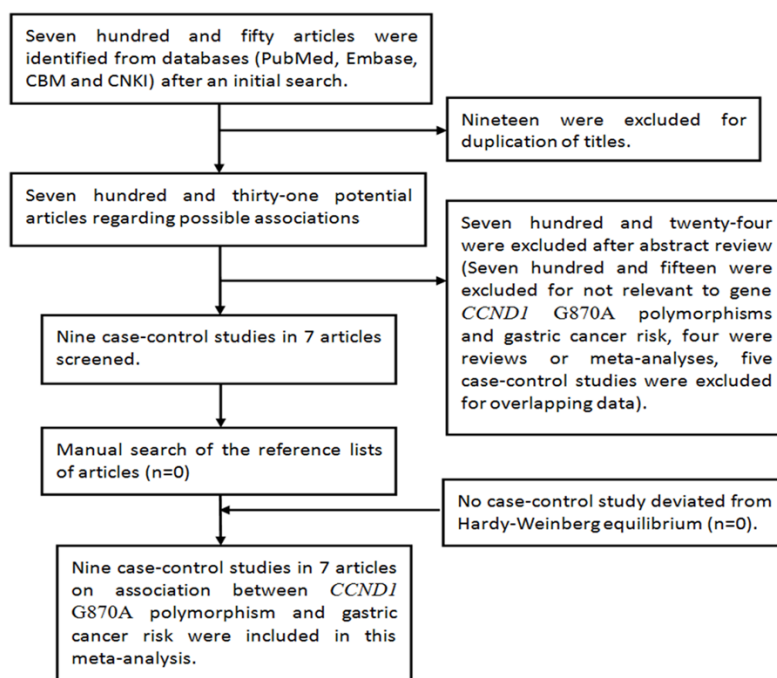 Seven hundred and fifty articles were
identified from databases (PubMed, Embase,
CBM and CNKI) after an initial search.
Nineteen were excluded for
duplication of titles.
Seven hundred and thirty-one potential
articles regarding possible associations
Seven hundred and twenty-four
were excluded after abstract review
(Seven hundred and fifteen were
excluded for not relevant to gene
CCND1 G870A polymorphisms
and gastric cancer risk, four were
reviews or meta-analyses, five
case-control studies were excluded
for overlapping data).
Nine case-control studies in 7 articles
screened.
Manual search of the reference lists
of articles (n=0)
No case-control study deviated from
Hardy-Weinberg equilibrium (n=0).
Nine case-control studies in 7 articles
on association between CCND1
G870A polymorphism and gastric
cancer risk were included in this
meta-analysis.